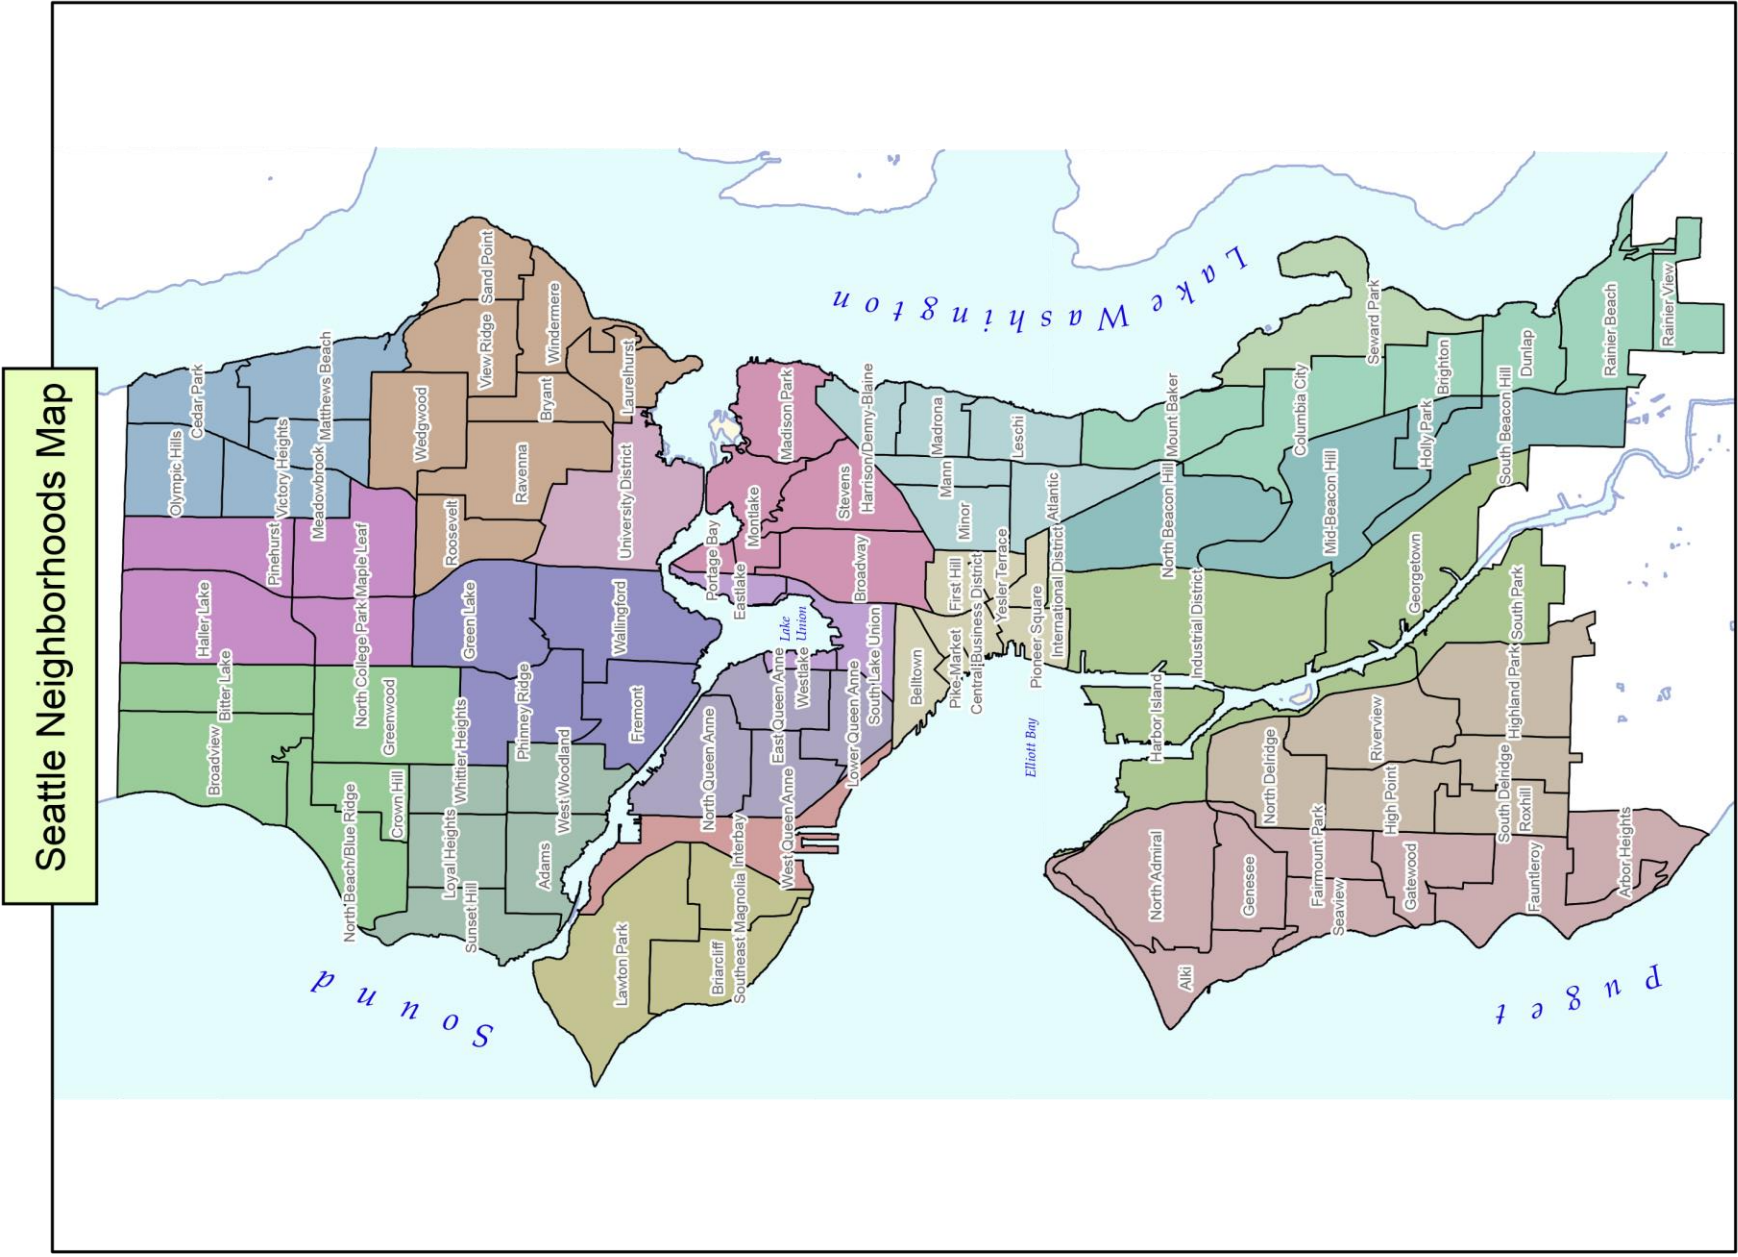 Seattle Neighborhoods Map
Broadview
Bitter Lake
Haller Lake
Pinehurst
Olympic Hills
Cedar Park
Victory Heights
Matthews Beach
Meadowbrook
North Beach/Blue Ridge
Crown Hill
Greenwood
North College Park
Maple Leaf
Wedgwood
View Ridge
Sand Point
Loyal Heights
Whittier Heights
Sunset Hill
Green Lake
Roosevelt
Ravenna
Bryant
Windermere
Adams
West Woodland
Phinney Ridge
Fremont
Wallingford
University District
Laurelhurst
Lawton Park
Briarcliff
Southeast Magnolia
Interbay
North Queen Anne
East Queen Anne
West Queen Anne
Lower Queen Anne
Westlake
South Lake Union
Lake
Union
Eastlake
Portage Bay
Montlake
Madison Park
Stevens
Broadway
Harrison/Denny-Blaine
Madrona
Mann
Minor
Leschi
Atlantic
Belltown
Pike-Market
Central Business District
First Hill
Yesler Terrace
Pioneer Square
International District
Elliott Bay
Harbor Island
Industrial District
North Beacon Hill
Mount Baker
Columbia City
Mid-Beacon Hill
Seward Park
Brighton
Holly Park
Georgetown
South Beacon Hill
Dunlap
Rainier Beach
Rainier View
South Park
North Admiral
Alki
Genesee
Fairmount Park
Seaview
North Delridge
High Point
Riverview
Gatewood
Fauntleroy
South Delridge
Roxhill
Highland Park
Arbor Heights
Lake Washington
Puget Sound